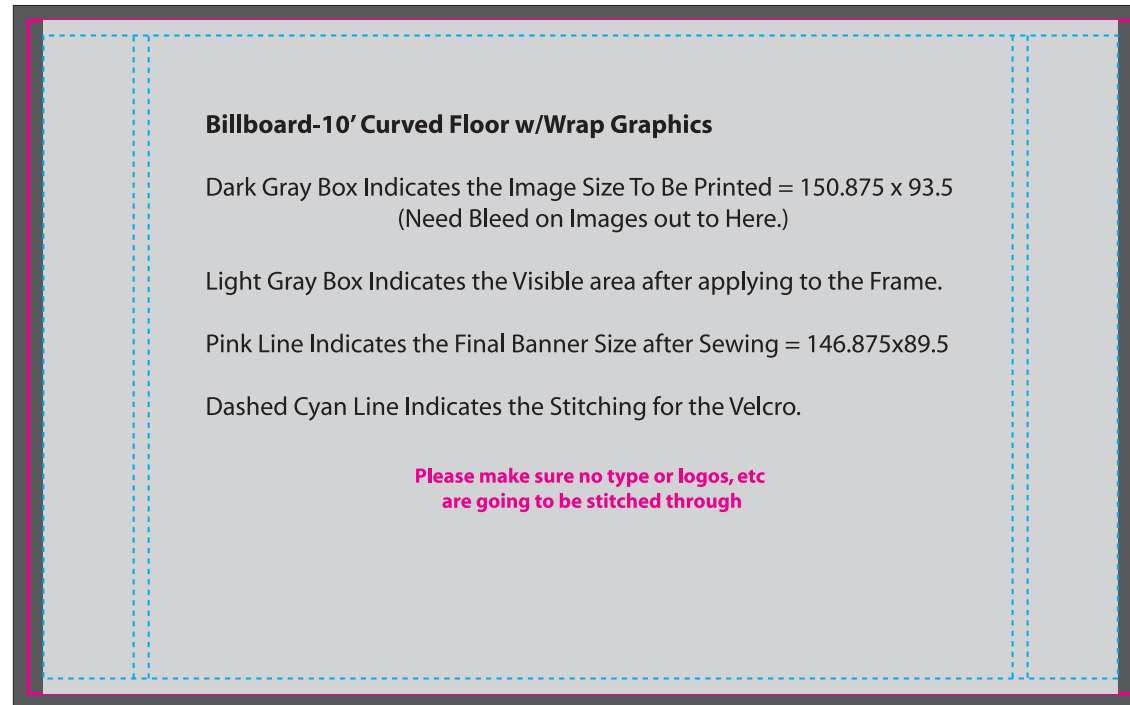 Billboard-10’ Curved Floor w/Wrap Graphics
Dark Gray Box Indicates the Image Size To Be Printed = 150.875 x 93.5
(Need Bleed on Images out to Here.)
Light Gray Box Indicates the Visible area after applying to the Frame.
Pink Line Indicates the Final Banner Size after Sewing = 146.875x89.5
Dashed Cyan Line Indicates the Stitching for the Velcro.
Please make sure no type or logos, etc
are going to be stitched through